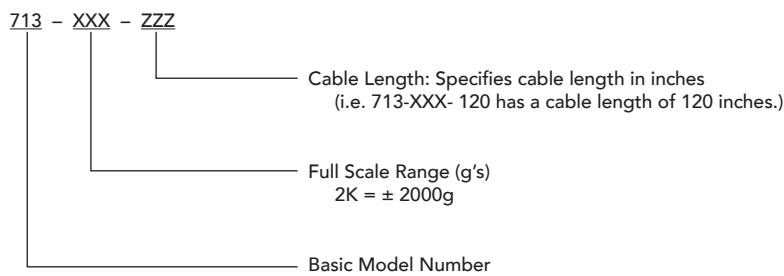 713 – XXX – ZZZ
Cable Length: Specifies cable length in inches
(i.e. 713-XXX- 120 has a cable length of 120 inches.)
Full Scale Range (g's)
2K = ± 2000g
Basic Model Number